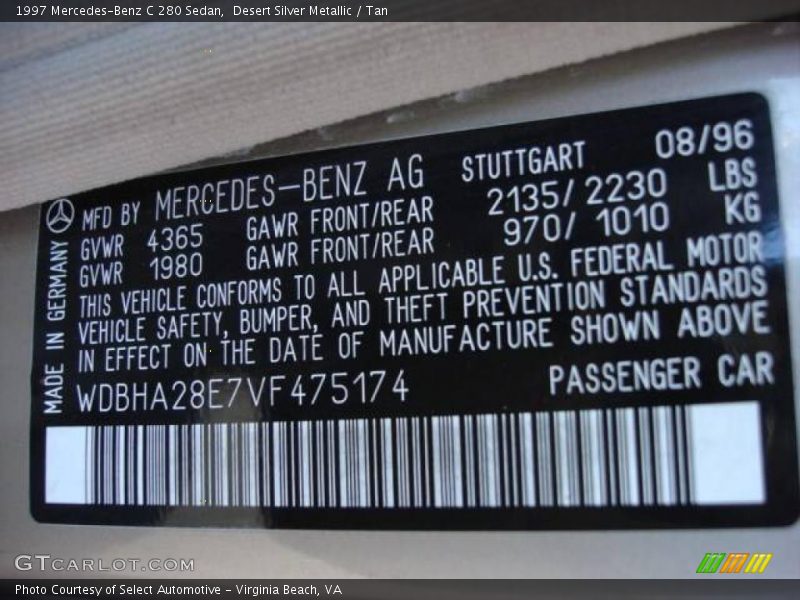 1997 Mercedes-Benz C 280 Sedan,  Desert Silver Metallic / Tan
MFD BY MERCEDES-BENZ AG STUTTGART 08/96
GVWR 4365 GAWR FRONT/REAR 2135/ 2230 LBS
GVWR 1980 GAWR FRONT/REAR 970/ 1010 KG
THIS VEHICLE CONFORMS TO ALL APPLICABLE U.S. FEDERAL MOTOR
VEHICLE SAFETY, BUMPER, AND THEFT PREVENTION STANDARDS
IN EFFECT ON THE DATE OF MANUFACTURE SHOWN ABOVE
WDBHA28E7VF475174 PASSENGER CAR
MADE IN GERMANY
GTCARLOT.COM
Photo Courtesy of Select Automotive - Virginia Beach, VA